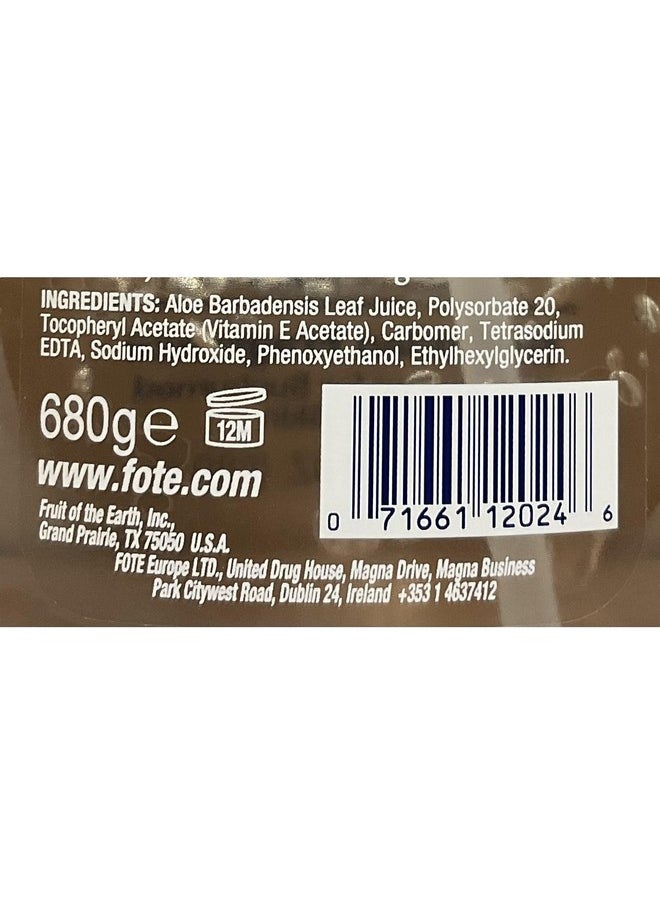 INGREDIENTS: Aloe Barbadensis Leaf Juice, Polysorbate 20,
Tocopheryl Acetate (Vitamin E Acetate), Carbomer, Tetrasodium
EDTA, Sodium Hydroxide, Phenoxyethanol, Ethylhexylglycerin.
680g℮
12M
www.fote.com
0 71661 12024 6
Fruit of the Earth, Inc.,
Grand Prairie, TX 75050 U.S.A.
FOTE Europe LTD., United Drug House, Magna Drive, Magna Business
Park Citywest Road, Dublin 24, Ireland +353 1 4637412